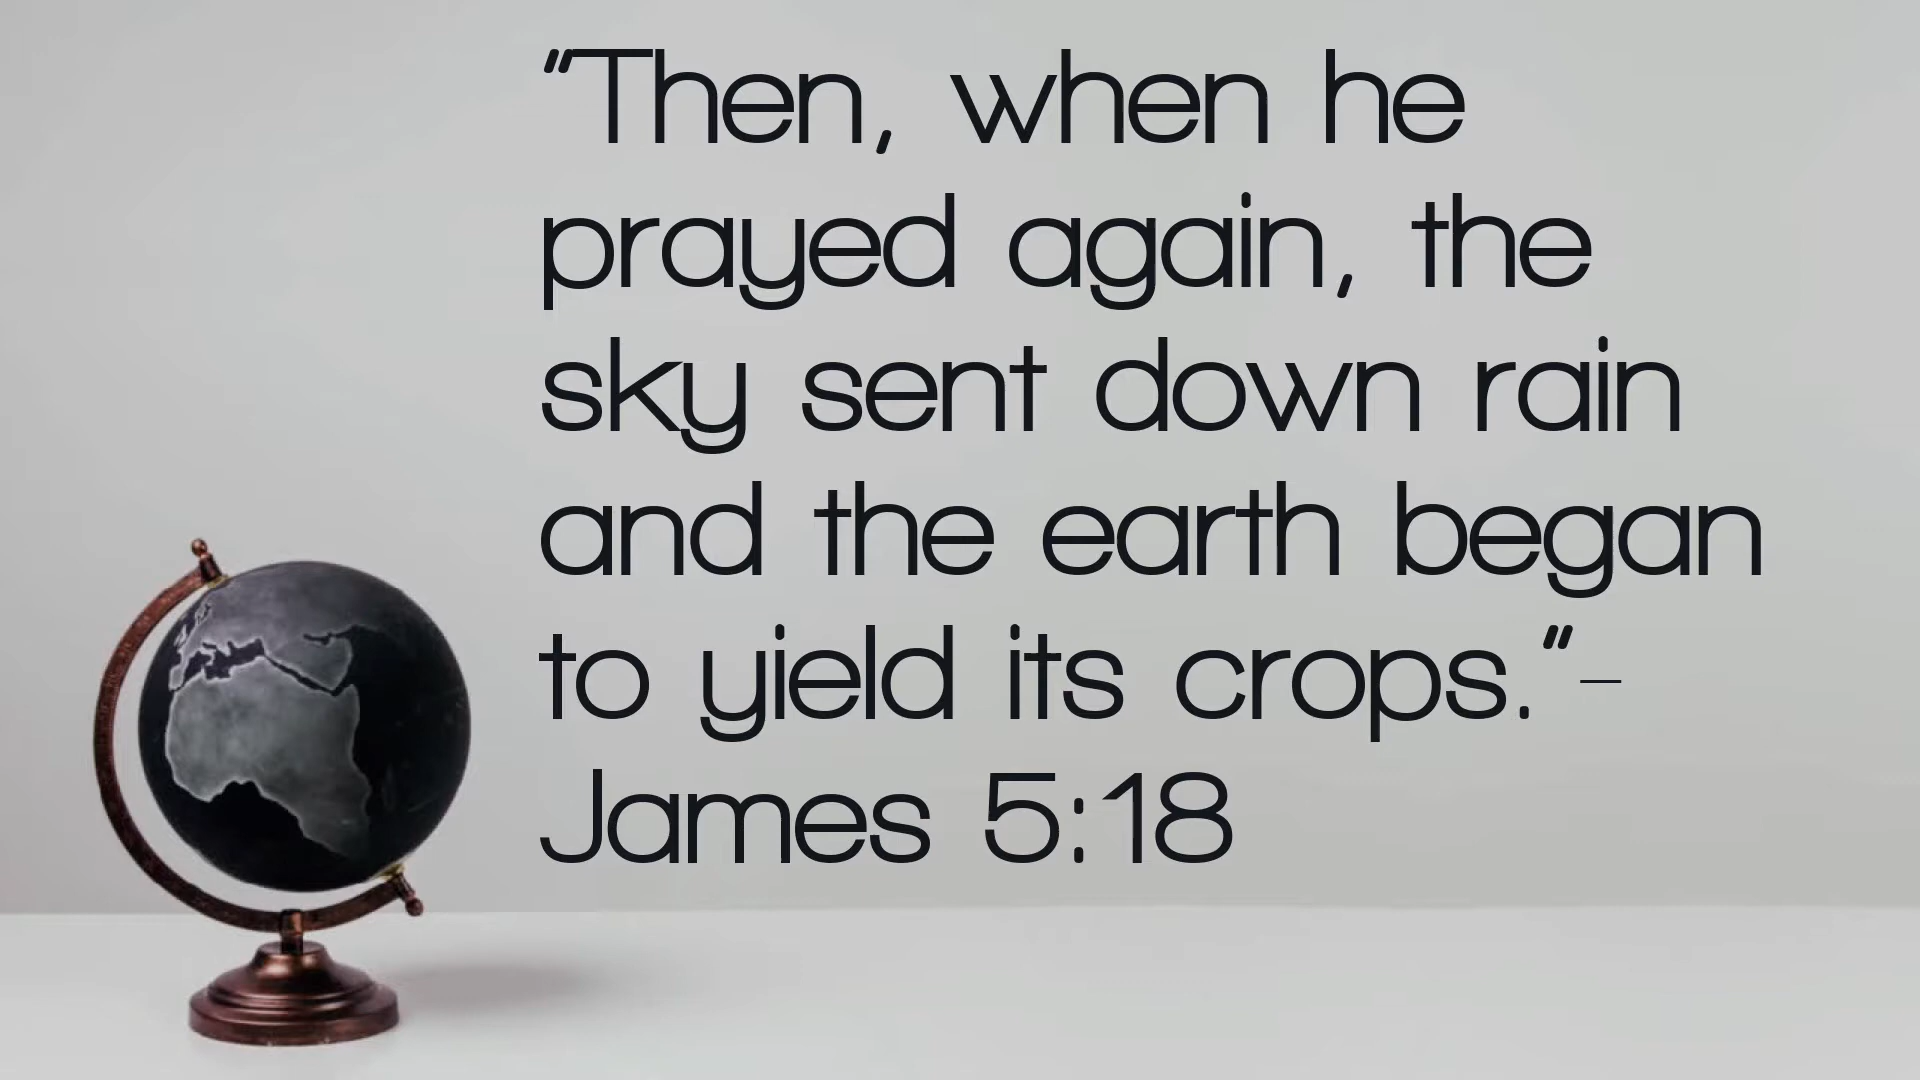 "Then, when he
prayed again, the
sky sent down rain
and the earth began
to yield its crops."-
James 5:18